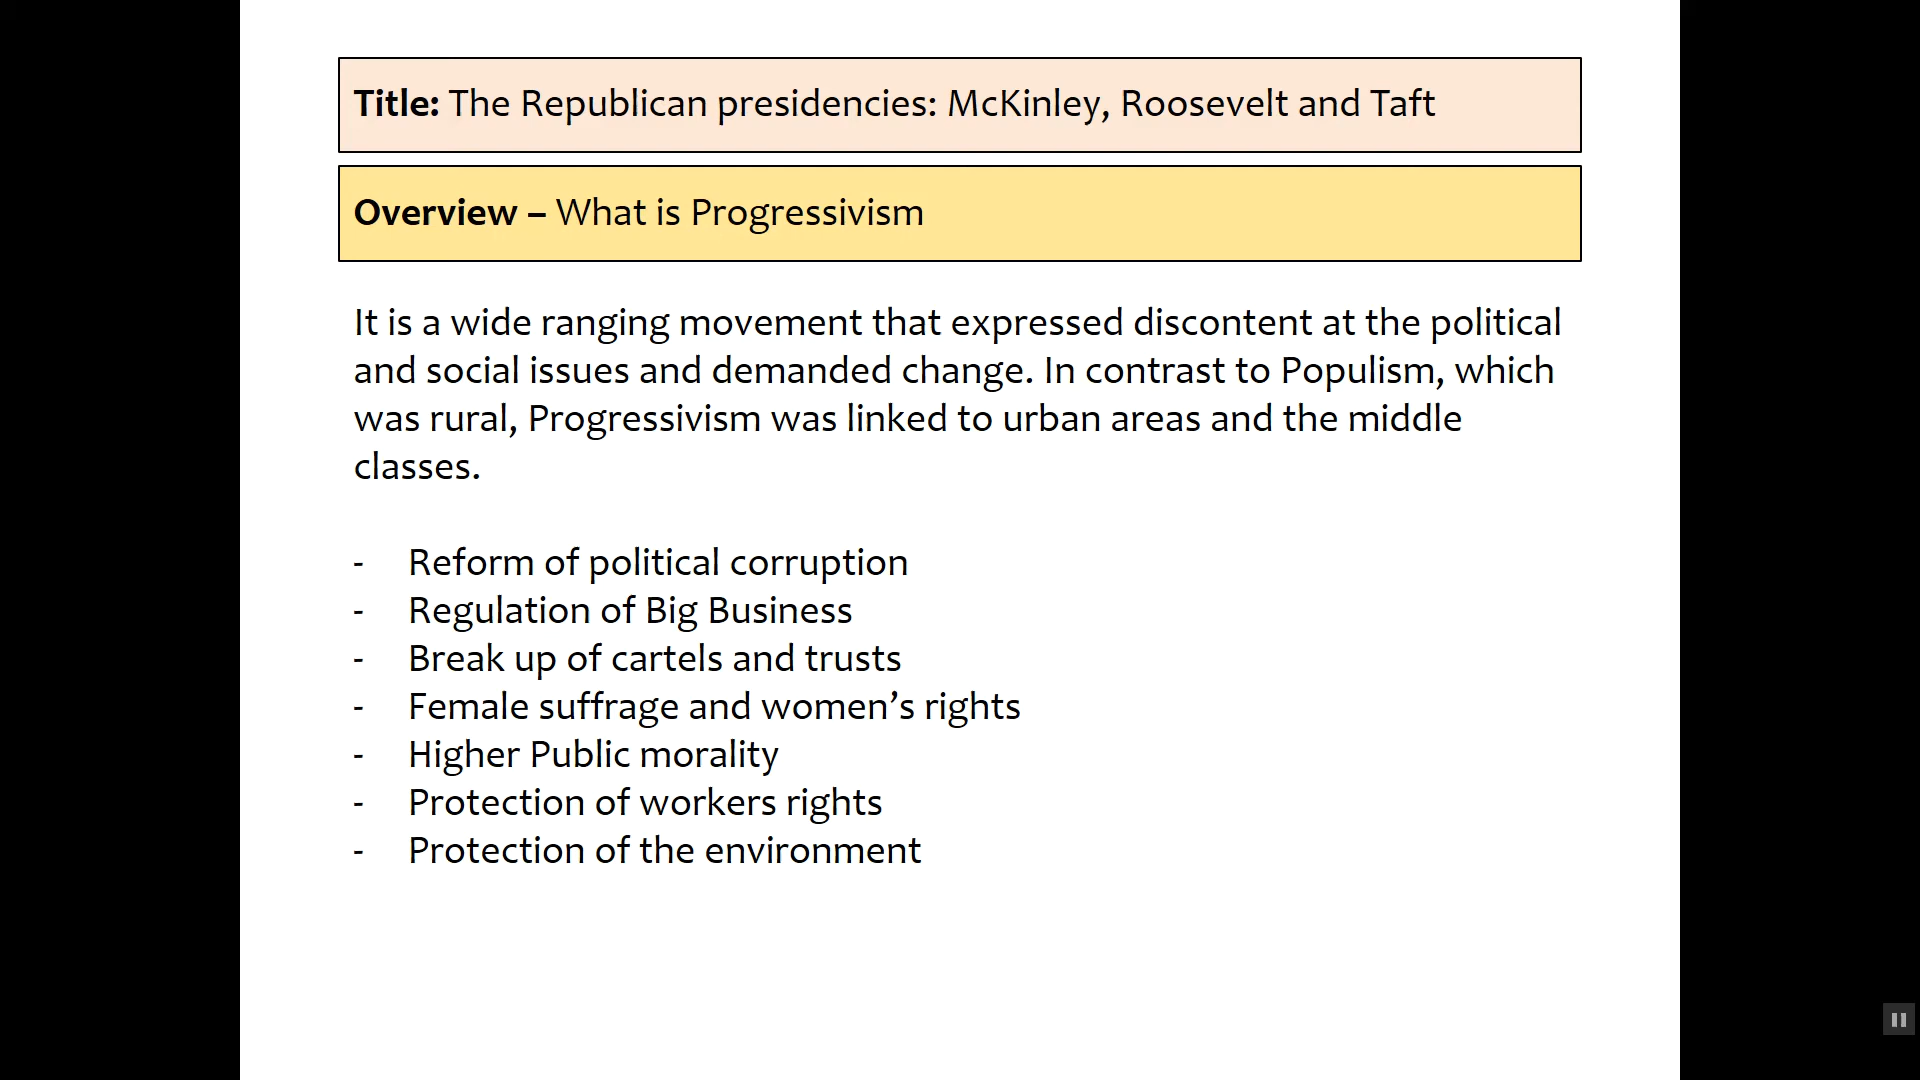 Title: The Republican presidencies: McKinley, Roosevelt and Taft
Overview – What is Progressivism
It is a wide ranging movement that expressed discontent at the political
and social issues and demanded change. In contrast to Populism, which
was rural, Progressivism was linked to urban areas and the middle
classes.
- Reform of political corruption
- Regulation of Big Business
- Break up of cartels and trusts
- Female suffrage and women’s rights
- Higher Public morality
- Protection of workers rights
- Protection of the environment